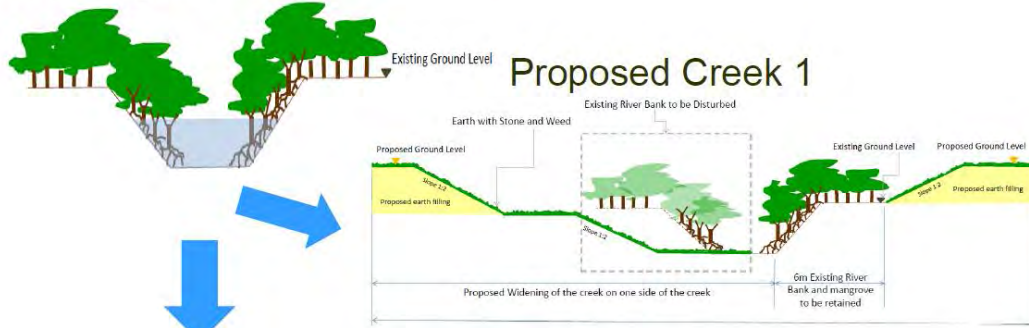 Existing Ground Level
Proposed Creek 1
Existing River Bank to be Disturbed
Earth with Stone and Weed
Proposed Ground Level
Existing Ground Level
Proposed Ground Level
Slope 1:2
Proposed earth filling
Slope 1:2
Slope 1:2
Proposed earth filling
Proposed Widening of the creek on one side of the creek
6m Existing River
Bank and mangrove
to be retained